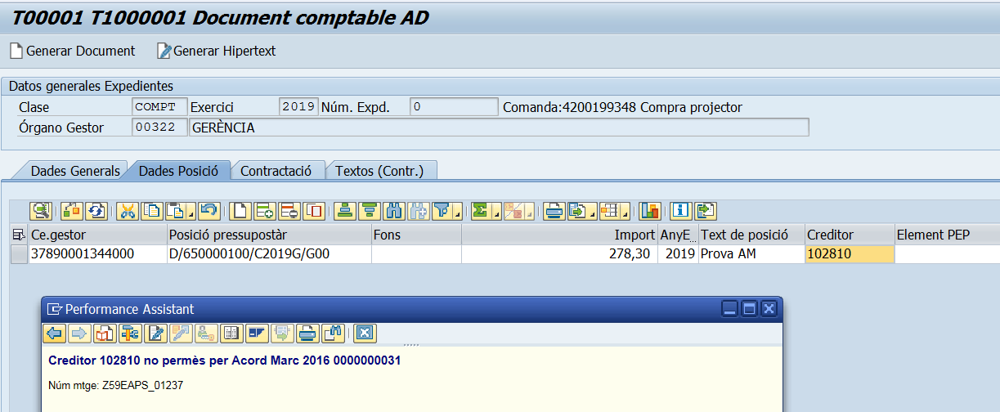 T00001 T1000001 Document comptable AD
Generar Document Generar Hipertext
Datos generales Expedientes
Clase COMPT Exercici 2019 Núm. Expd. 0 Comanda:4200199348 Compra projector
Órgano Gestor 00322 GERÈNCIA
Dades Generals Dades Posició Contractació Textos (Contr.)
Ce.gestor Posició pressupostàr Fons Import AnyE... Text de posició Creditor Element PEP
37890001344000 D/650000100/C2019G/G00 278,30 2019 Prova AM 102810
Performance Assistant
Creditor 102810 no permès per Acord Marc 2016 0000000031
Núm mtge: Z59EAPS_01237